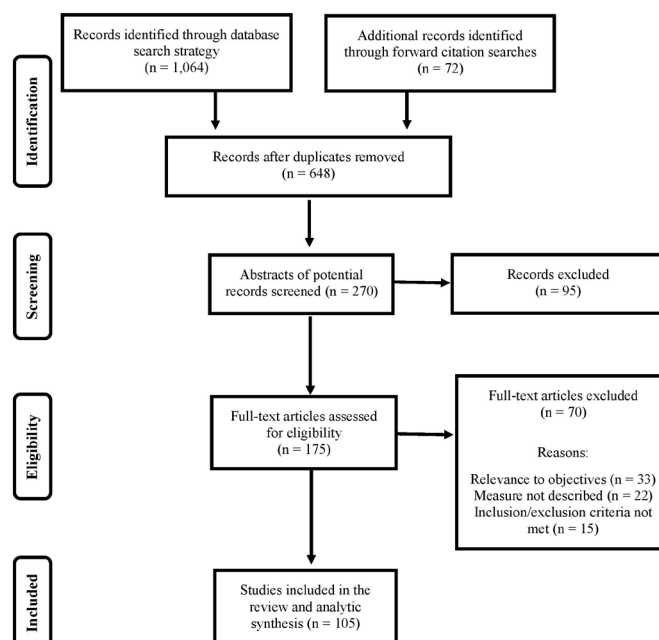 Records identified through database
search strategy
(n = 1,064)
Additional records identified
through forward citation searches
(n = 72)
Identification
Records after duplicates removed
(n = 648)
Screening
Abstracts of potential
records screened (n = 270)
Records excluded
(n = 95)
Eligibility
Full-text articles assessed
for eligibility
(n = 175)
Full-text articles excluded
(n = 70)
Reasons:
Relevance to objectives (n = 33)
Measure not described (n = 22)
Inclusion/exclusion criteria not
met (n = 15)
Included
Studies included in the
review and analytic
synthesis (n = 105)